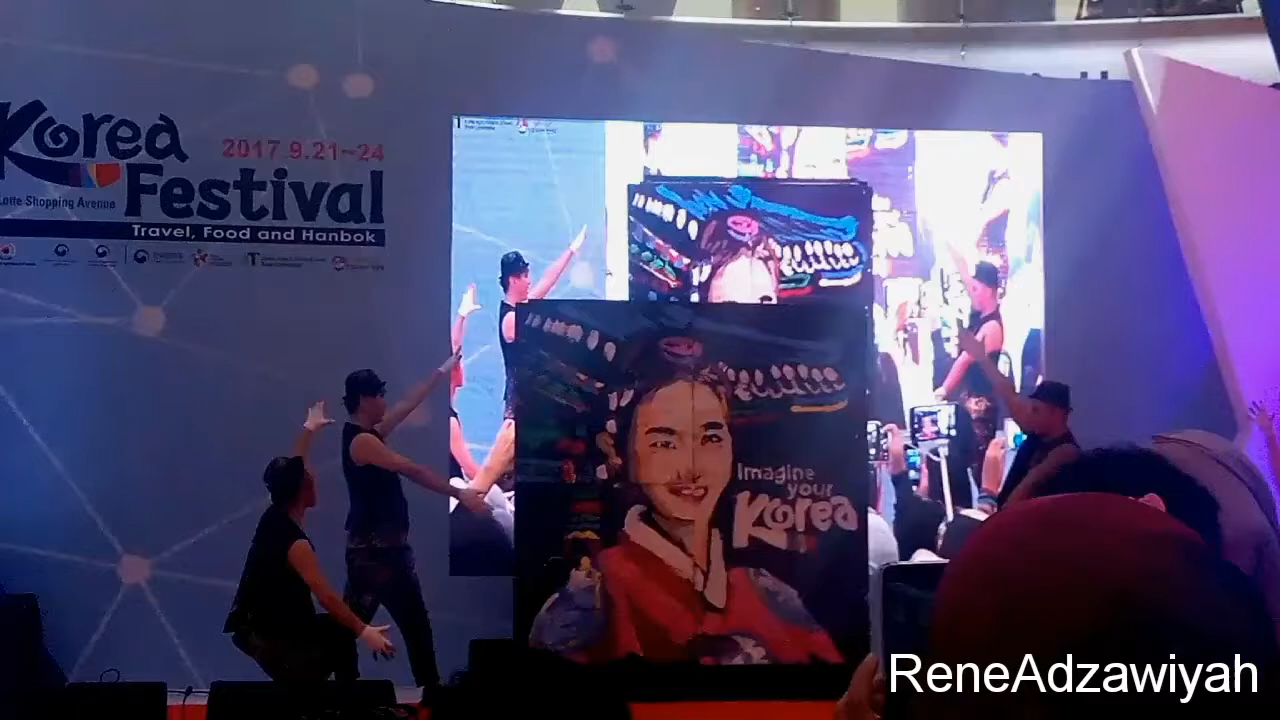 Korea
2017 9.21~24
Lotte Shopping Avenue
Festival
Travel, Food and Hanbok
Imagine
your
Korea
ReneAdzawiyah